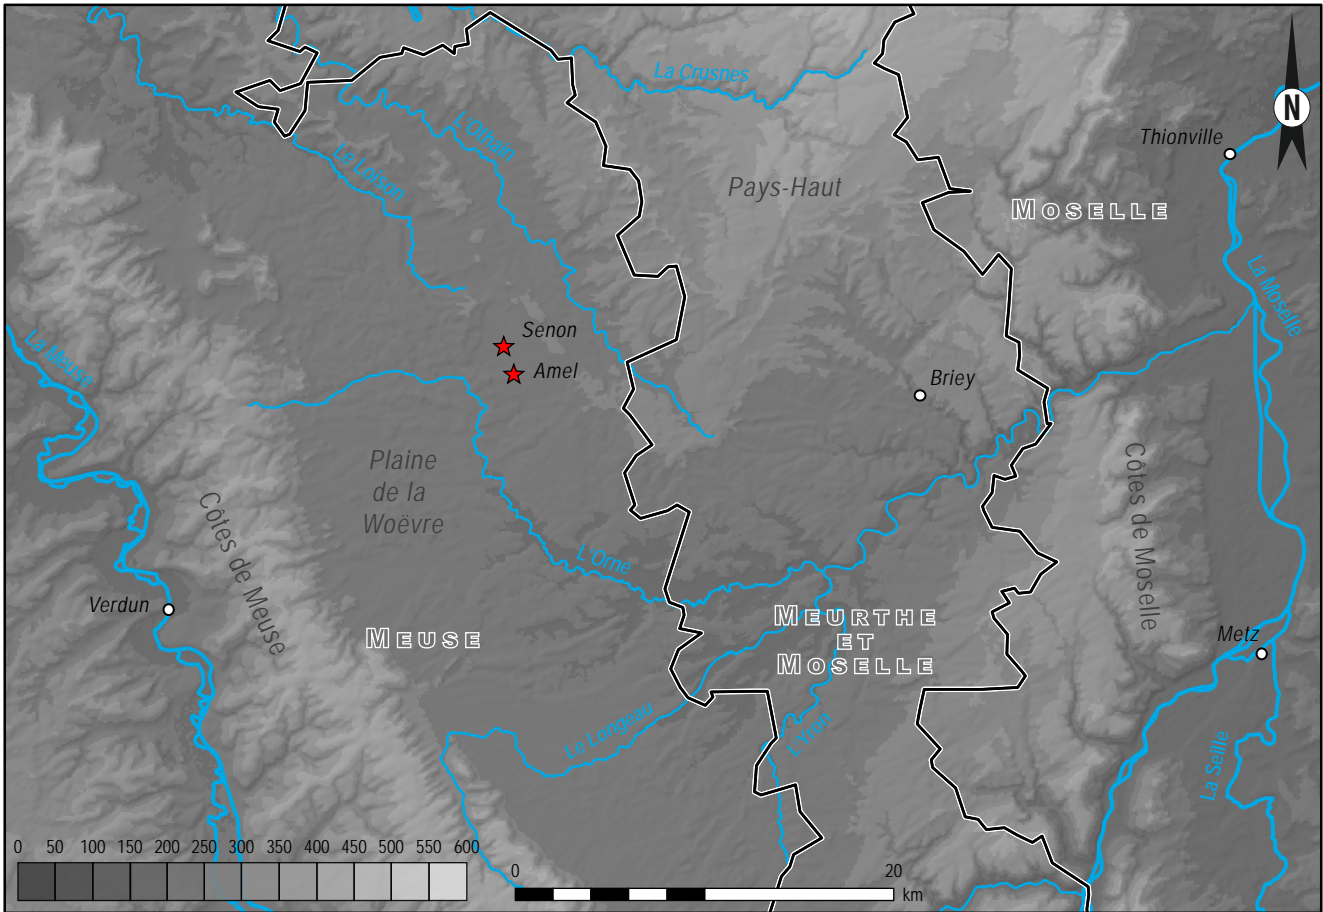 La Crusnes
N
Thionville
L'Othain
Le Loison
Pays-Haut
MOSELLE
La Moselle
Senon
Amel
La Meuse
Briey
Plaine
de la
Woëvre
Côtes de Moselle
Côtes de Meuse
L'Orne
Verdun
MEUSE
MEURTHE
ET
MOSELLE
Metz
Le Longeau
L'Yron
La Seille
0 50 100 150 200 250 300 350 400 450 500 550 600
0 20
km